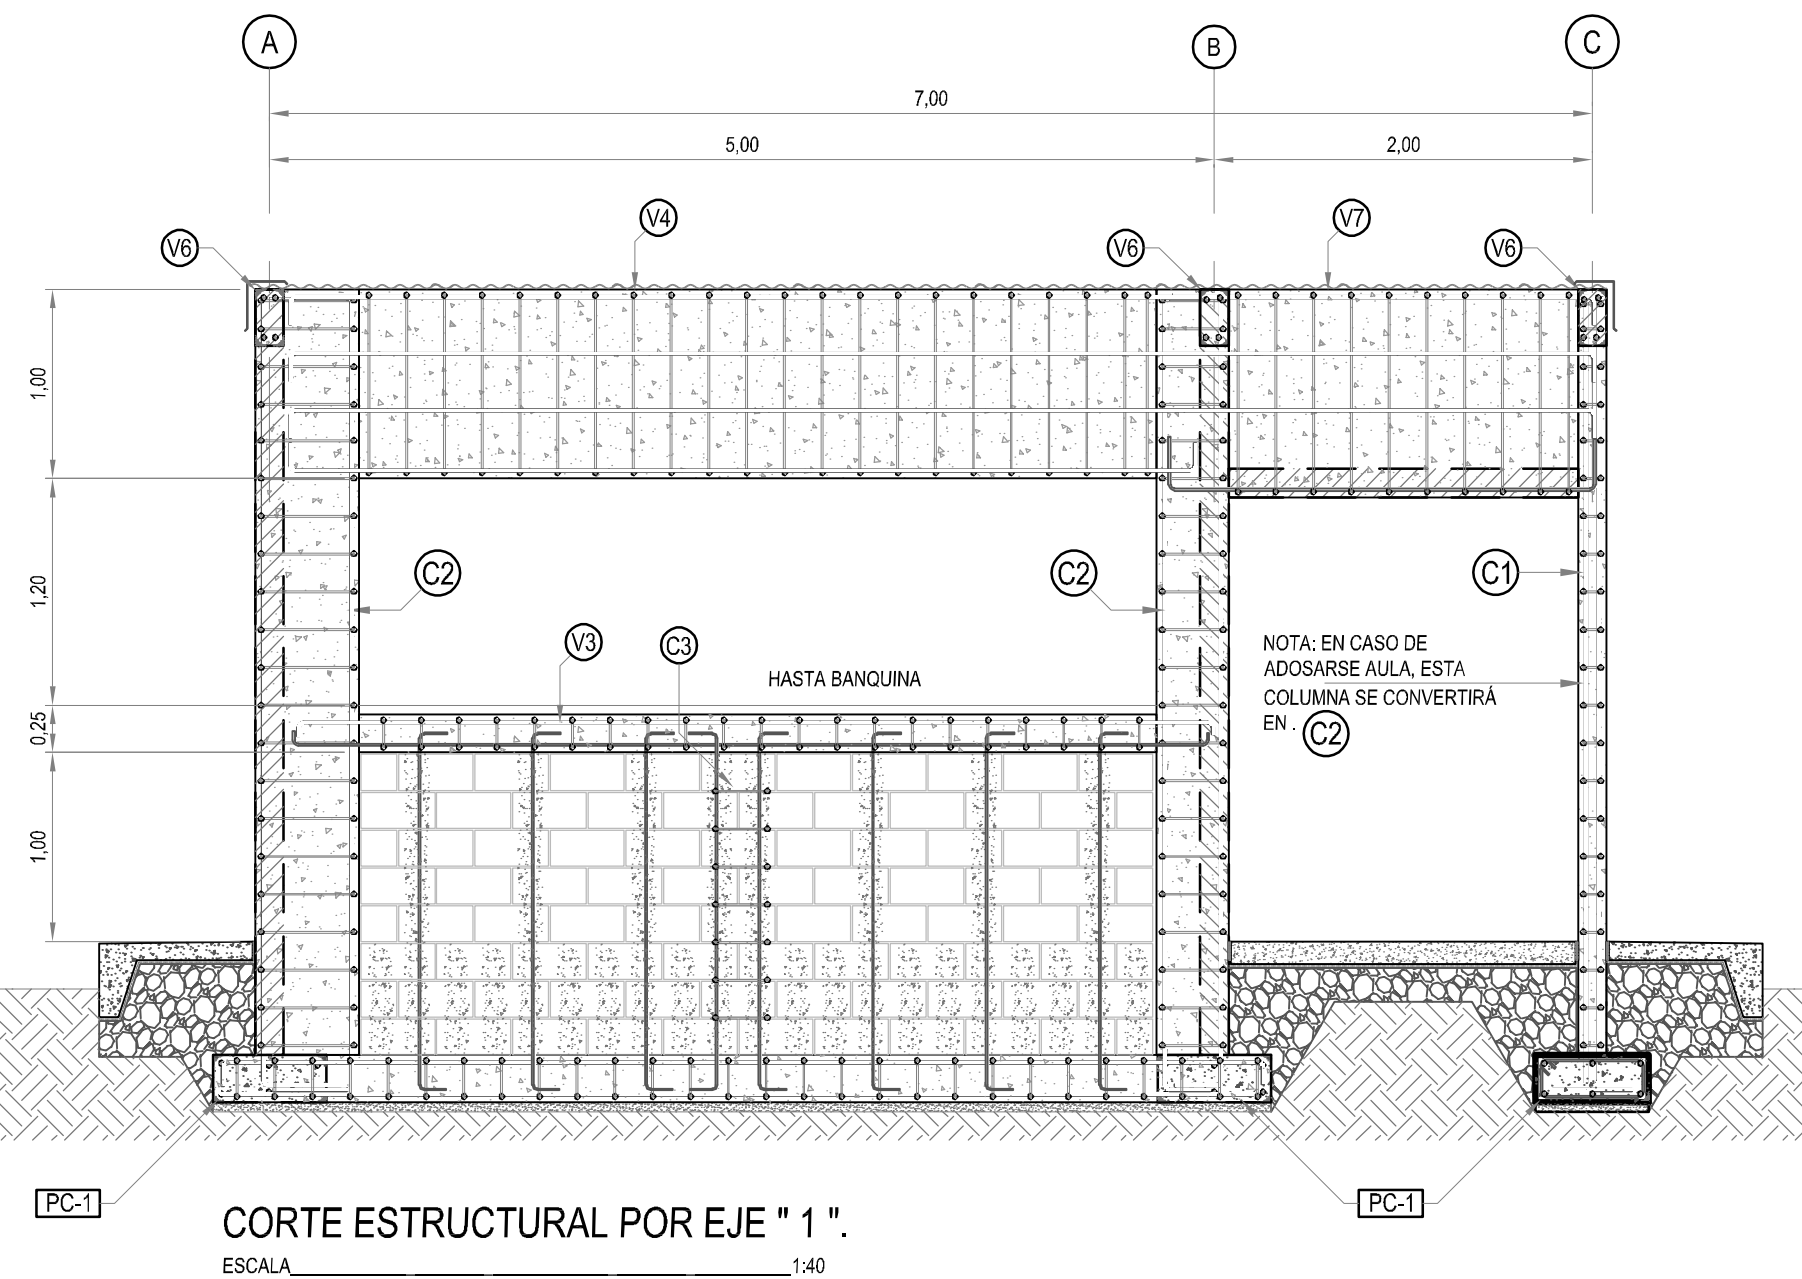 A
B
C
7,00
5,00
2,00
V4
V7
V6
V6
V6
1,00
1,20
0,25
1,00
C2
C2
C1
V3
C3
HASTA BANQUINA
NOTA: EN CASO DE
ADOSARSE AULA, ESTA
COLUMNA SE CONVERTIRÁ
EN . C2
PC-1
PC-1
CORTE ESTRUCTURAL POR EJE " 1 ".
ESCALA 1:40